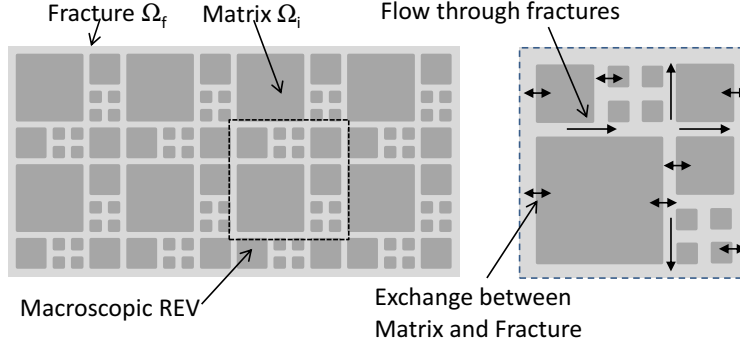 Fracture Ωf
Matrix Ωi
Flow through fractures
Macroscopic REV
Exchange between
Matrix and Fracture